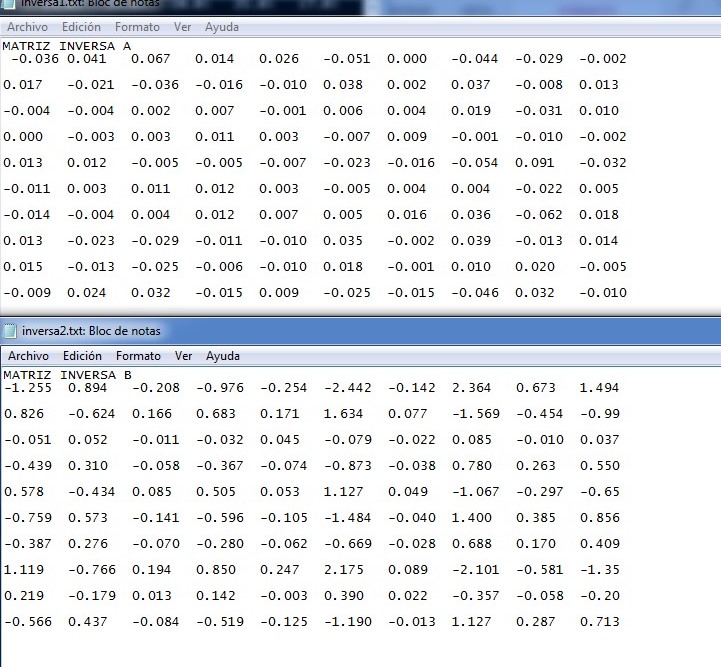 inversa1.txt: Bloc de notas
Archivo Edición Formato Ver Ayuda
MATRIZ INVERSA A
-0.036 0.041 0.067 0.014 0.026 -0.051 0.000 -0.044 -0.029 -0.002
0.017 -0.021 -0.036 -0.016 -0.010 0.038 0.002 0.037 -0.008 0.013
-0.004 -0.004 0.002 0.007 -0.001 0.006 0.004 0.019 -0.031 0.010
0.000 -0.003 0.003 0.011 0.003 -0.007 0.009 -0.001 -0.010 -0.002
0.013 0.012 -0.005 -0.005 -0.007 -0.023 -0.016 -0.054 0.091 -0.032
-0.011 0.003 0.011 0.012 0.003 -0.005 0.004 0.004 -0.022 0.005
-0.014 -0.004 0.004 0.012 0.007 0.005 0.016 0.036 -0.062 0.018
0.013 -0.023 -0.029 -0.011 -0.010 0.035 -0.002 0.039 -0.013 0.014
0.015 -0.013 -0.025 -0.006 -0.010 0.018 -0.001 0.010 0.020 -0.005
-0.009 0.024 0.032 -0.015 0.009 -0.025 -0.015 -0.046 0.032 -0.010
inversa2.txt: Bloc de notas
Archivo Edición Formato Ver Ayuda
MATRIZ INVERSA B
-1.255 0.894 -0.208 -0.976 -0.254 -2.442 -0.142 2.364 0.673 1.494
0.826 -0.624 0.166 0.683 0.171 1.634 0.077 -1.569 -0.454 -0.99
-0.051 0.052 -0.011 -0.032 0.045 -0.079 -0.022 0.085 -0.010 0.037
-0.439 0.310 -0.058 -0.367 -0.074 -0.873 -0.038 0.780 0.263 0.550
0.578 -0.434 0.085 0.505 0.053 1.127 0.049 -1.067 -0.297 -0.65
-0.759 0.573 -0.141 -0.596 -0.105 -1.484 -0.040 1.400 0.385 0.856
-0.387 0.276 -0.070 -0.280 -0.062 -0.669 -0.028 0.688 0.170 0.409
1.119 -0.766 0.194 0.850 0.247 2.175 0.089 -2.101 -0.581 -1.35
0.219 -0.179 0.013 0.142 -0.003 0.390 0.022 -0.357 -0.058 -0.20
-0.566 0.437 -0.084 -0.519 -0.125 -1.190 -0.013 1.127 0.287 0.713